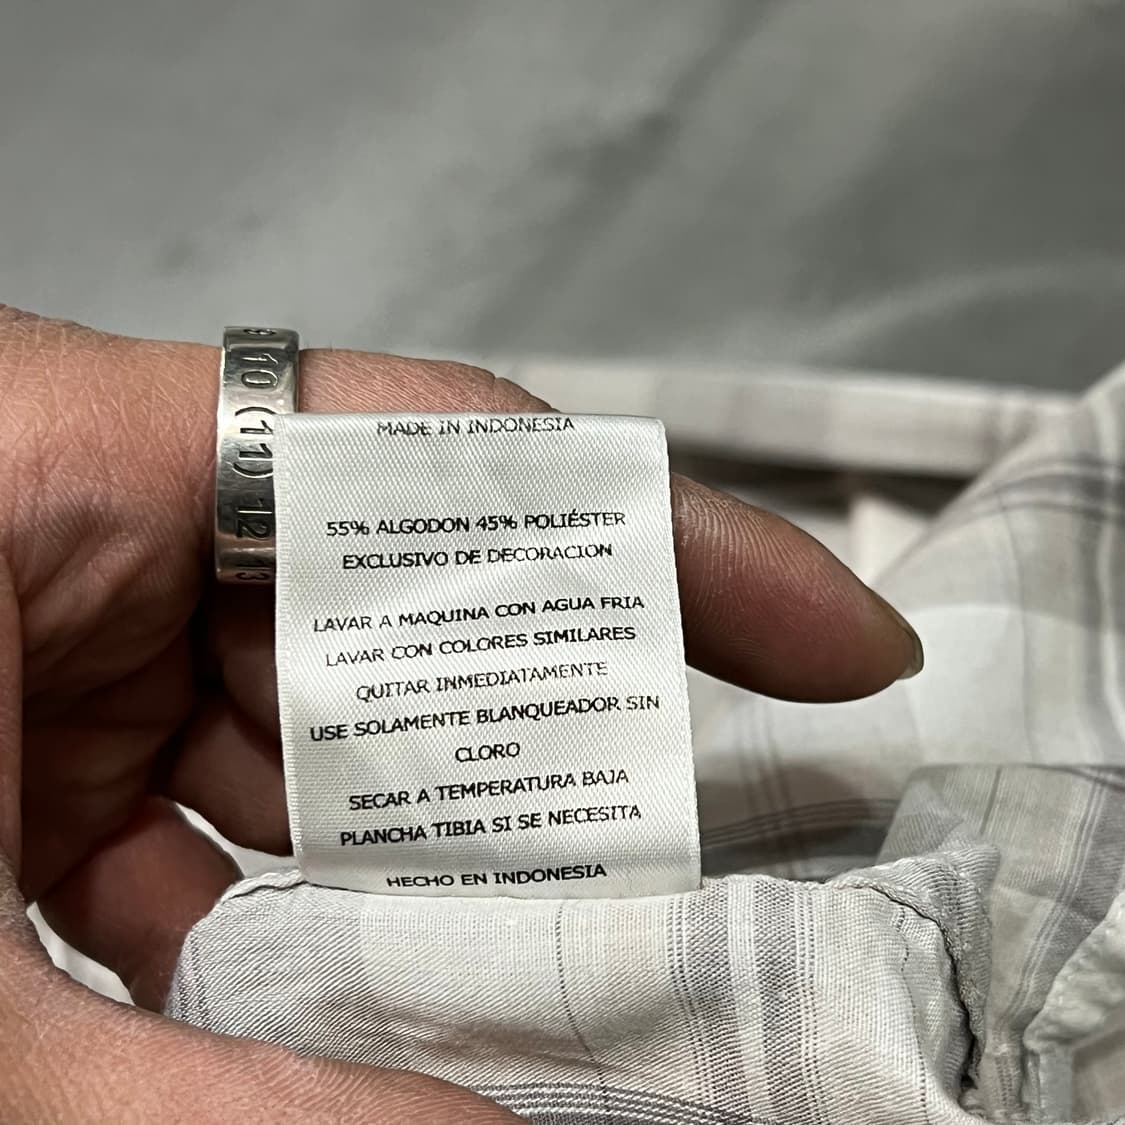 9 10 (11) 12 13
MADE IN INDONESIA
55% ALGODON 45% POLIÉSTER
EXCLUSIVO DE DECORACION
LAVAR A MAQUINA CON AGUA FRIA
LAVAR CON COLORES SIMILARES
QUITAR INMEDIATAMENTE
USE SOLAMENTE BLANQUEADOR SIN
CLORO
SECAR A TEMPERATURA BAJA
PLANCHA TIBIA SI SE NECESITA
HECHO EN INDONESIA